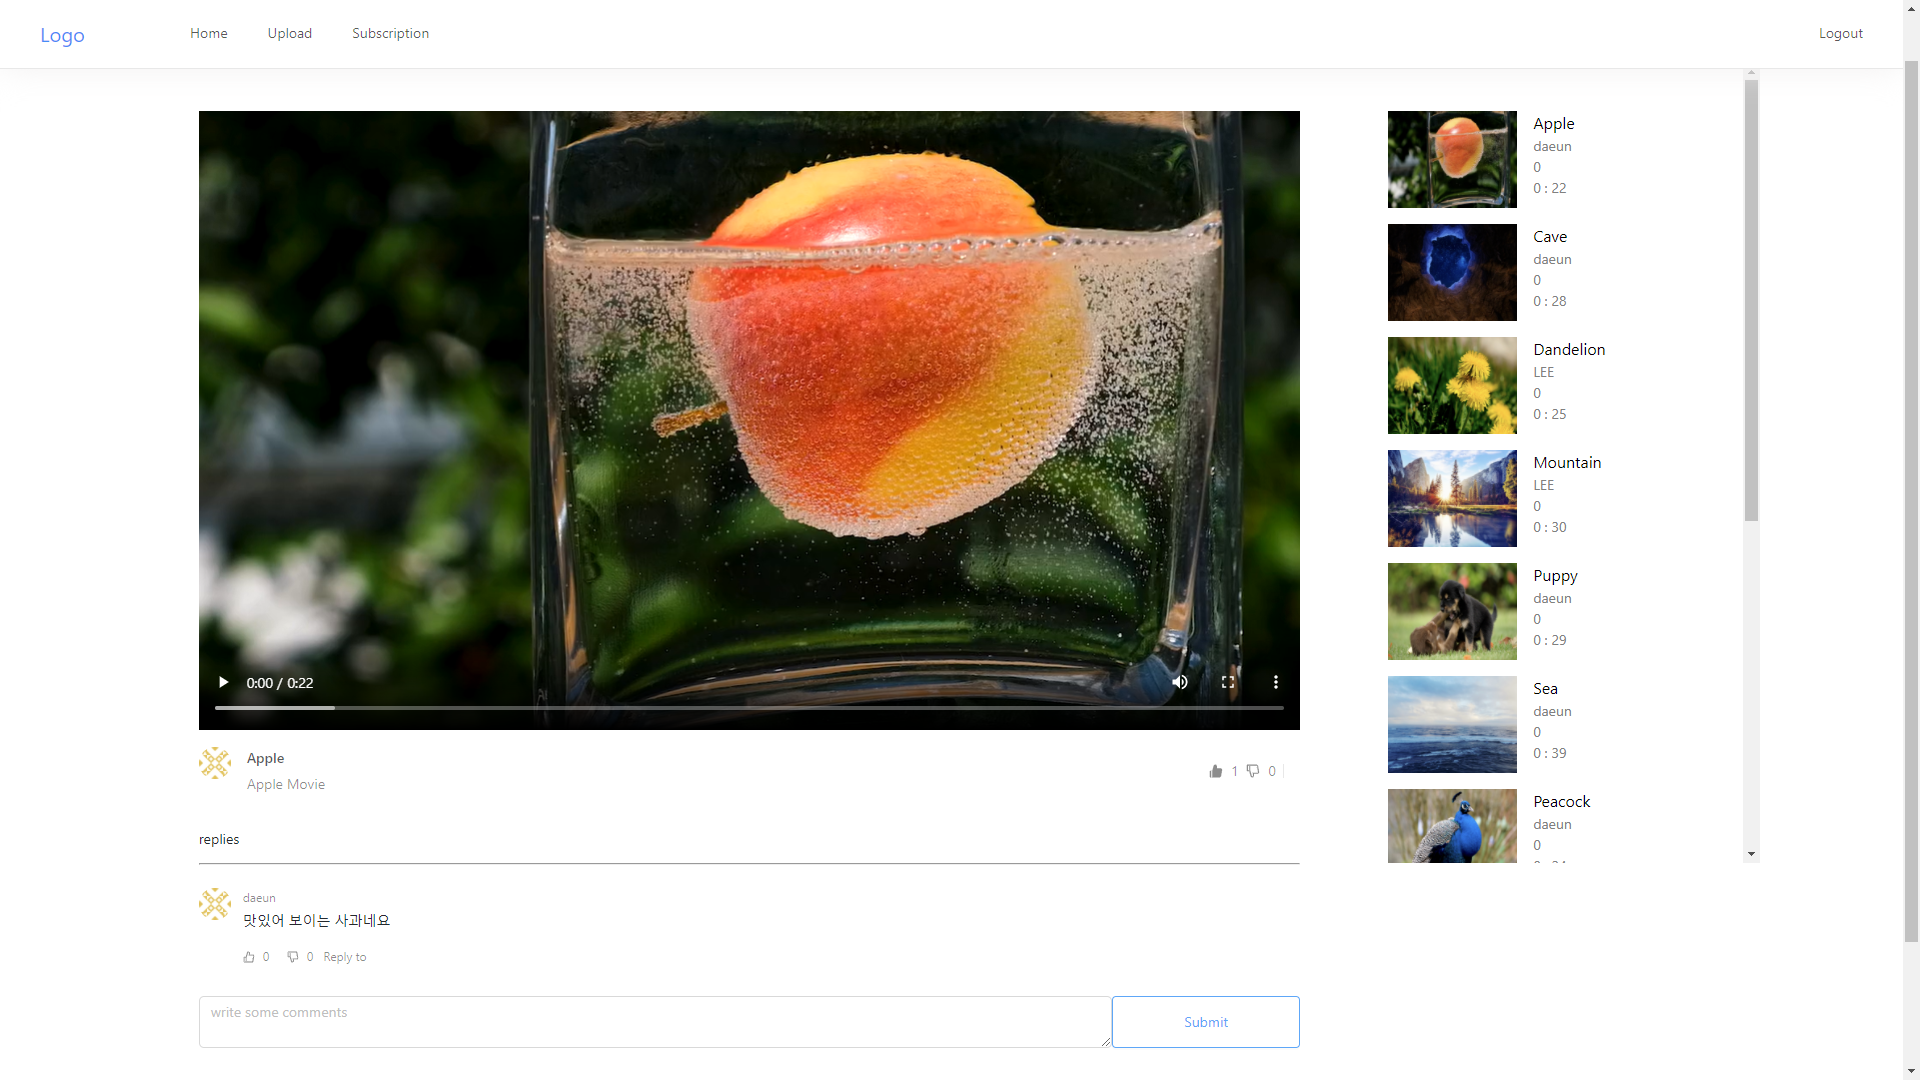 Logo
Home
Upload
Subscription
Logout
0:00 / 0:22
Apple
Apple Movie
1
0
replies
daeun
맛있어 보이는 사과네요
0
0
Reply to
write some comments
Submit
Apple
daeun
0
0 : 22
Cave
daeun
0
0 : 28
Dandelion
LEE
0
0 : 25
Mountain
LEE
0
0 : 30
Puppy
daeun
0
0 : 29
Sea
daeun
0
0 : 39
Peacock
daeun
0